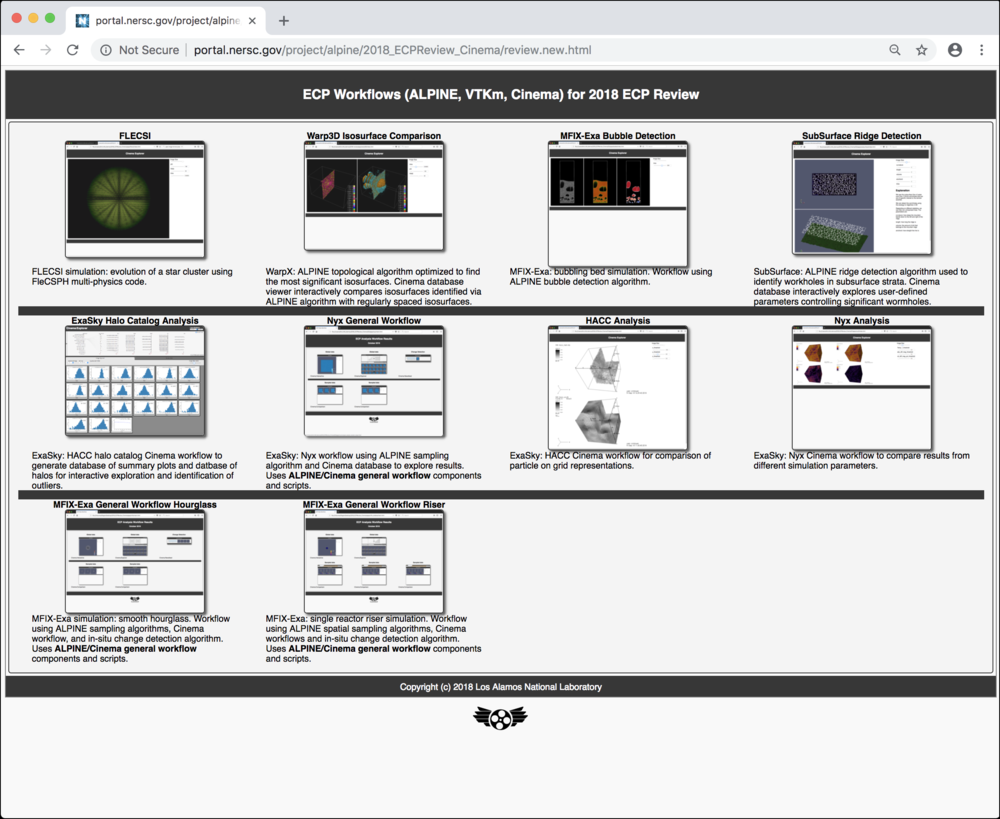 portal.nersc.gov/project/alpine
Not Secure
portal.nersc.gov/project/alpine/2018_ECPReview_Cinema/review.new.html
ECP Workflows (ALPINE, VTKm, Cinema) for 2018 ECP Review
FLECSI
Warp3D Isosurface Comparison
MFIX-Exa Bubble Detection
SubSurface Ridge Detection
FLECSI simulation: evolution of a star cluster using
FleCSPH multi-physics code.
WarpX: ALPINE topological algorithm optimized to find
the most significant isosurfaces. Cinema database
viewer interactively compares isosurfaces identified via
ALPINE algorithm with regularly spaced isosurfaces.
MFIX-Exa: bubbling bed simulation. Workflow using
ALPINE bubble detection algorithm.
SubSurface: ALPINE ridge detection algorithm used to
identify workholes in subsurface strata. Cinema
database interactively explores user-defined
parameters controlling significant wormholes.
ExaSky Halo Catalog Analysis
Nyx General Workflow
HACC Analysis
Nyx Analysis
ExaSky: HACC halo catalog Cinema workflow to
generate database of summary plots and datbase of
halos for interactive exploration and identification of
outliers.
ExaSky: Nyx workflow using ALPINE sampling
algorithm and Cinema database to explore results.
Uses ALPINE/Cinema general workflow components
and scripts.
ExaSky: HACC Cinema workflow for comparison of
particle on grid representations.
ExaSky: Nyx Cinema workflow to compare results from
different simulation parameters.
MFIX-Exa General Workflow Hourglass
MFIX-Exa General Workflow Riser
MFIX-Exa simulation: smooth hourglass. Workflow
using ALPINE sampling algorithms, Cinema
workflow, and in-situ change detection algorithm.
Uses ALPINE/Cinema general workflow
components and scripts.
MFIX-Exa: single reactor riser simulation. Workflow
using ALPINE spatial sampling algorithms, Cinema
workflows and in-situ change detection algorithm.
Uses ALPINE/Cinema general workflow components
and scripts.
Copyright (c) 2018 Los Alamos National Laboratory